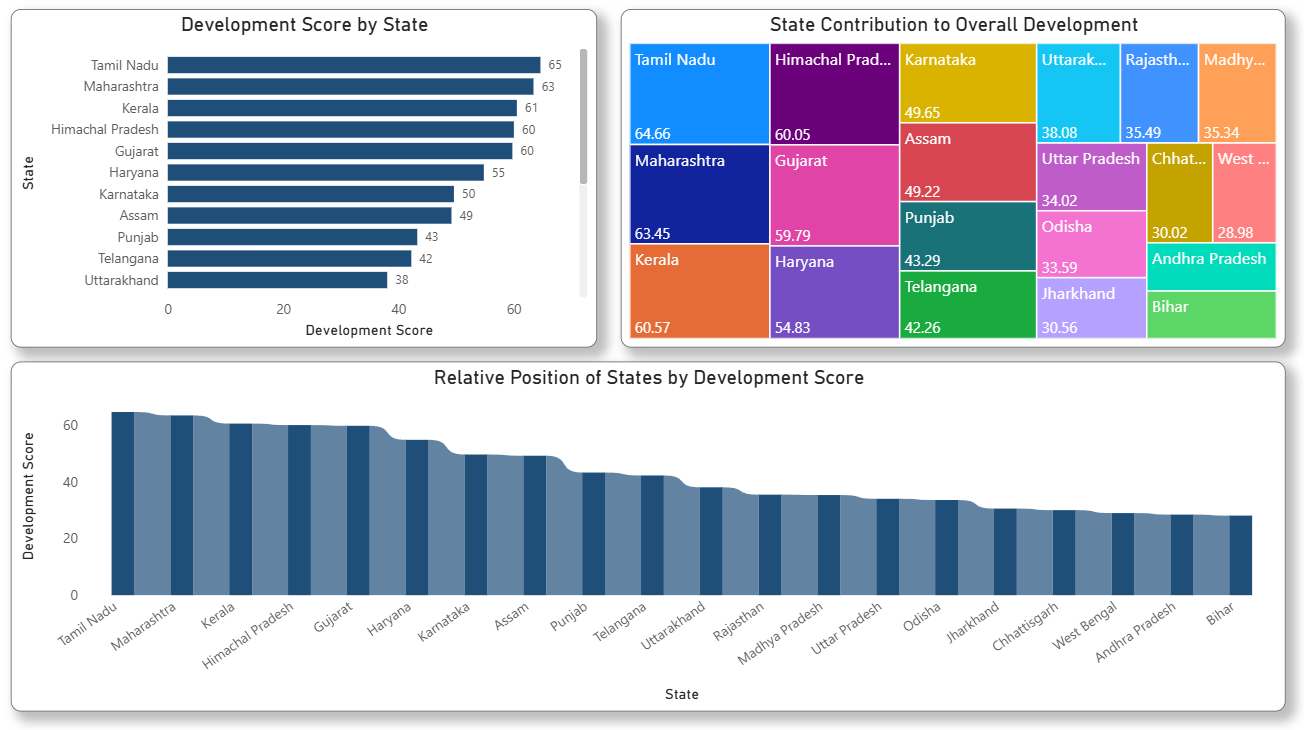 Development Score by State
State
Tamil Nadu 65
Maharashtra 63
Kerala 61
Himachal Pradesh 60
Gujarat 60
Haryana 55
Karnataka 50
Assam 49
Punjab 43
Telangana 42
Uttarakhand 38
0 20 40 60
Development Score
State Contribution to Overall Development
Tamil Nadu
64.66
Maharashtra
63.45
Kerala
60.57
Himachal Prad...
60.05
Gujarat
59.79
Haryana
54.83
Karnataka
49.65
Assam
49.22
Punjab
43.29
Telangana
42.26
Uttarak...
38.08
Rajasth...
35.49
Madhy...
35.34
Uttar Pradesh
34.02
Odisha
33.59
Jharkhand
30.56
Chhat...
30.02
West ...
28.98
Andhra Pradesh
Bihar
Relative Position of States by Development Score
Development Score
60
40
20
0
Tamil Nadu
Maharashtra
Kerala
Himachal Pradesh
Gujarat
Haryana
Karnataka
Assam
Punjab
Telangana
Uttarakhand
Rajasthan
Madhya Pradesh
Uttar Pradesh
Odisha
Jharkhand
Chhattisgarh
West Bengal
Andhra Pradesh
Bihar
State